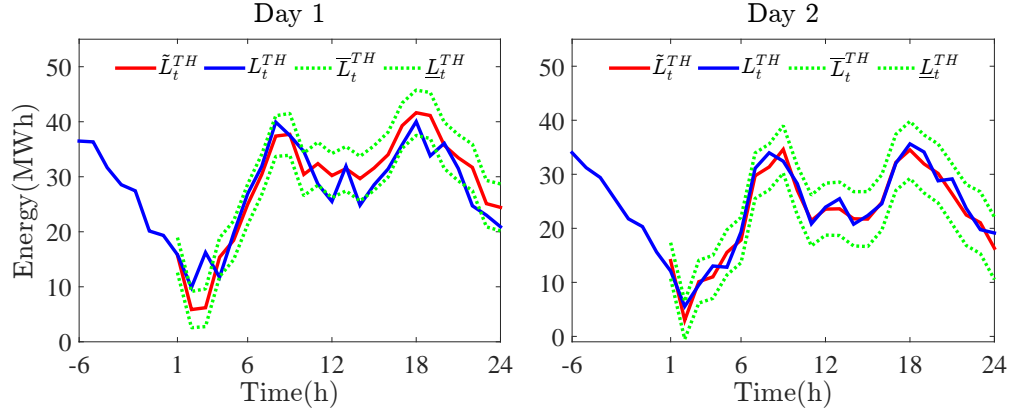 Day 1
L̃_t^{TH} L_t^{TH} L̅_t^{TH} L̲_t^{TH}
Energy(MWh)
50
40
30
20
10
0
-6 1 6 12 18 24
Time(h)
Day 2
L̃_t^{TH} L_t^{TH} L̅_t^{TH} L̲_t^{TH}
50
40
30
20
10
0
-6 1 6 12 18 24
Time(h)